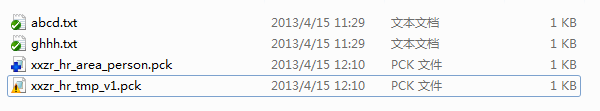 abcd.txt 2013/4/15 11:29 文本文档 1 KB
ghhh.txt 2013/4/15 11:29 文本文档 1 KB
xxzr_hr_area_person.pck 2013/4/15 12:10 PCK 文件 1 KB
xxzr_hr_tmp_v1.pck 2013/4/15 12:10 PCK 文件 1 KB